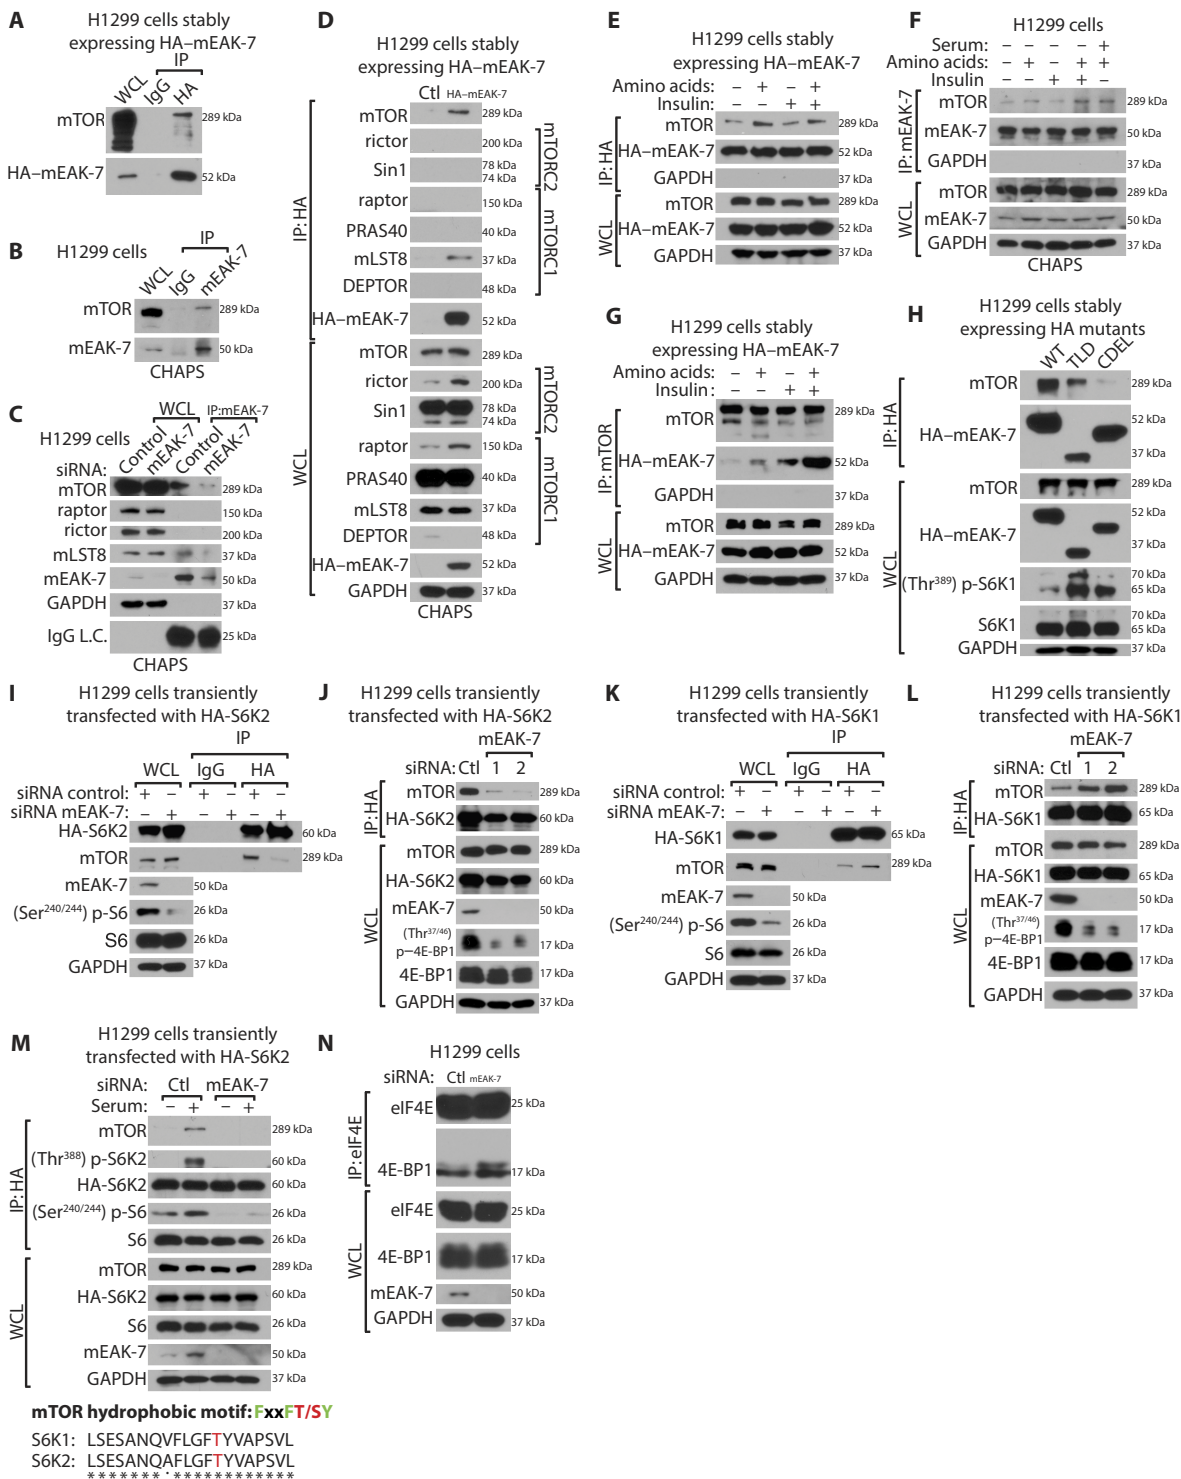 A
H1299 cells stably
expressing HA–mEAK-7
IP
WCL IgG HA
mTOR 289 kDa
HA–mEAK-7 52 kDa
B
H1299 cells
IP
WCL IgG mEAK-7
mTOR 289 kDa
mEAK-7 50 kDa
CHAPS
C
H1299 cells
WCL IP:mEAK-7
siRNA: Control mEAK-7 Control mEAK-7
mTOR 289 kDa
raptor 150 kDa
rictor 200 kDa
mLST8 37 kDa
mEAK-7 50 kDa
GAPDH 37 kDa
IgG L.C. 25 kDa
CHAPS
D
H1299 cells stably
expressing HA–mEAK-7
Ctl HA–mEAK-7
IP: HA
mTOR 289 kDa
rictor 200 kDa
Sin1 78 kDa
74 kDa
mTORC2
raptor 150 kDa
PRAS40 40 kDa
mLST8 37 kDa
DEPTOR 48 kDa
mTORC1
HA–mEAK-7 52 kDa
WCL
mTOR 289 kDa
rictor 200 kDa
Sin1 78 kDa
74 kDa
mTORC2
raptor 150 kDa
PRAS40 40 kDa
mLST8 37 kDa
DEPTOR 48 kDa
mTORC1
HA–mEAK-7 52 kDa
GAPDH 37 kDa
CHAPS
E
H1299 cells stably
expressing HA–mEAK-7
Amino acids: – + – +
Insulin: – – + +
IP: HA
mTOR 289 kDa
HA–mEAK-7 52 kDa
GAPDH 37 kDa
WCL
mTOR 289 kDa
HA–mEAK-7 52 kDa
GAPDH 37 kDa
F
H1299 cells
Serum: – – – – +
Amino acids: – + – + +
Insulin – – + + –
IP: mEAK-7
mTOR 289 kDa
mEAK-7 50 kDa
GAPDH 37 kDa
WCL
mTOR 289 kDa
mEAK-7 50 kDa
GAPDH 37 kDa
CHAPS
G
H1299 cells stably
expressing HA–mEAK-7
Amino acids: – + – +
Insulin: – – + +
IP: mTOR
mTOR 289 kDa
HA–mEAK-7 52 kDa
GAPDH 37 kDa
WCL
mTOR 289 kDa
HA–mEAK-7 52 kDa
GAPDH 37 kDa
H
H1299 cells stably
expressing HA mutants
WT TLD CDEL
IP: HA
mTOR 289 kDa
HA–mEAK-7 52 kDa
37 kDa
WCL
mTOR 289 kDa
HA–mEAK-7 52 kDa
37 kDa
(Thr389) p-S6K1 70 kDa
65 kDa
S6K1 70 kDa
65 kDa
GAPDH 37 kDa
I
H1299 cells transiently
transfected with HA-S6K2
IP
WCL IgG HA
siRNA control: + – + – + –
siRNA mEAK-7: – + – + – +
HA-S6K2 60 kDa
mTOR 289 kDa
mEAK-7 50 kDa
(Ser240/244) p-S6 26 kDa
S6 26 kDa
GAPDH 37 kDa
J
H1299 cells transiently
transfected with HA-S6K2
mEAK-7
siRNA: Ctl 1 2
IP: HA
mTOR 289 kDa
HA-S6K2 60 kDa
WCL
mTOR 289 kDa
HA-S6K2 60 kDa
mEAK-7 50 kDa
(Thr37/46)
p–4E-BP1 17 kDa
4E-BP1 17 kDa
GAPDH 37 kDa
K
H1299 cells transiently
transfected with HA-S6K1
IP
WCL IgG HA
siRNA control: + – + – + –
siRNA mEAK-7: – + – + – +
HA-S6K1 65 kDa
mTOR 289 kDa
mEAK-7 50 kDa
(Ser240/244) p-S6 26 kDa
S6 26 kDa
GAPDH 37 kDa
L
H1299 cells transiently
transfected with HA-S6K1
mEAK-7
siRNA: Ctl 1 2
IP: HA
mTOR 289 kDa
HA-S6K1 65 kDa
WCL
mTOR 289 kDa
HA-S6K1 65 kDa
mEAK-7 50 kDa
(Thr37/46)
p–4E-BP1 17 kDa
4E-BP1 17 kDa
GAPDH 37 kDa
M
H1299 cells transiently
transfected with HA-S6K2
siRNA: Ctl mEAK-7
Serum: – + – +
IP: HA
mTOR 289 kDa
(Thr388) p-S6K2 60 kDa
HA-S6K2 60 kDa
(Ser240/244) p-S6 26 kDa
S6 26 kDa
WCL
mTOR 289 kDa
HA-S6K2 60 kDa
S6 26 kDa
mEAK-7 50 kDa
GAPDH 37 kDa
mTOR hydrophobic motif: FxxFT/SY
S6K1: LSESANQVFLGFTYVAPSVL
S6K2: LSESANQAFLGFTYVAPSVL
*******.************
N
H1299 cells
siRNA: Ctl mEAK-7
IP: eIF4E
eIF4E 25 kDa
4E-BP1 17 kDa
WCL
eIF4E 25 kDa
4E-BP1 17 kDa
mEAK-7 50 kDa
GAPDH 37 kDa